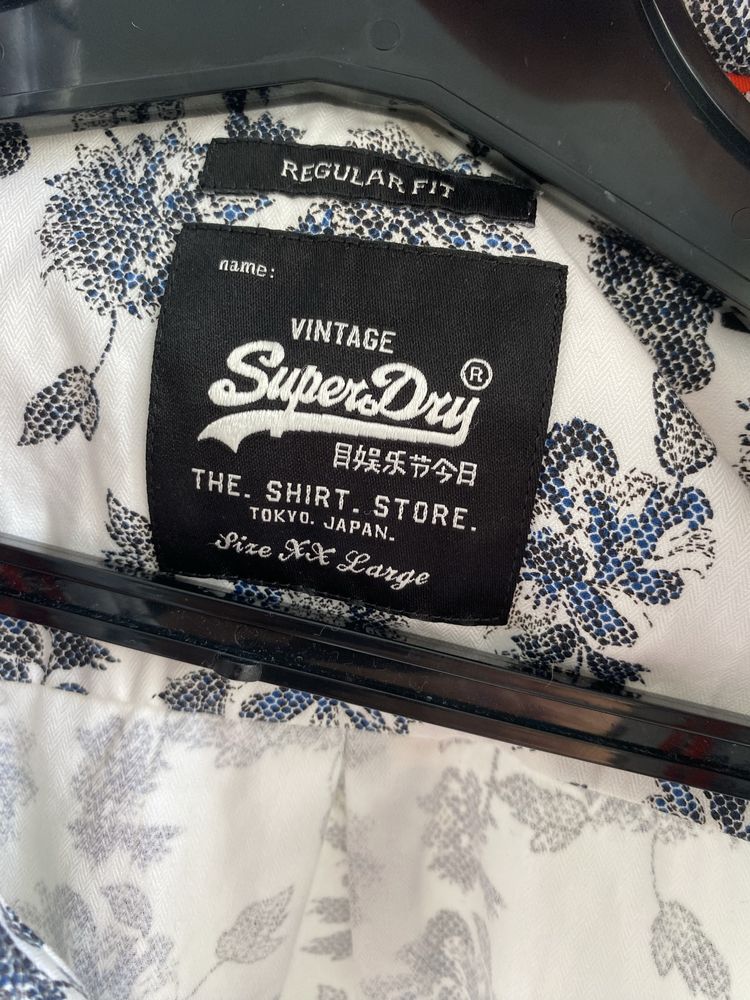 REGULAR FIT
name:
VINTAGE
SuperDry®
目娱乐节今日
THE. SHIRT. STORE.
TOKYO. JAPAN.
Size XX Large